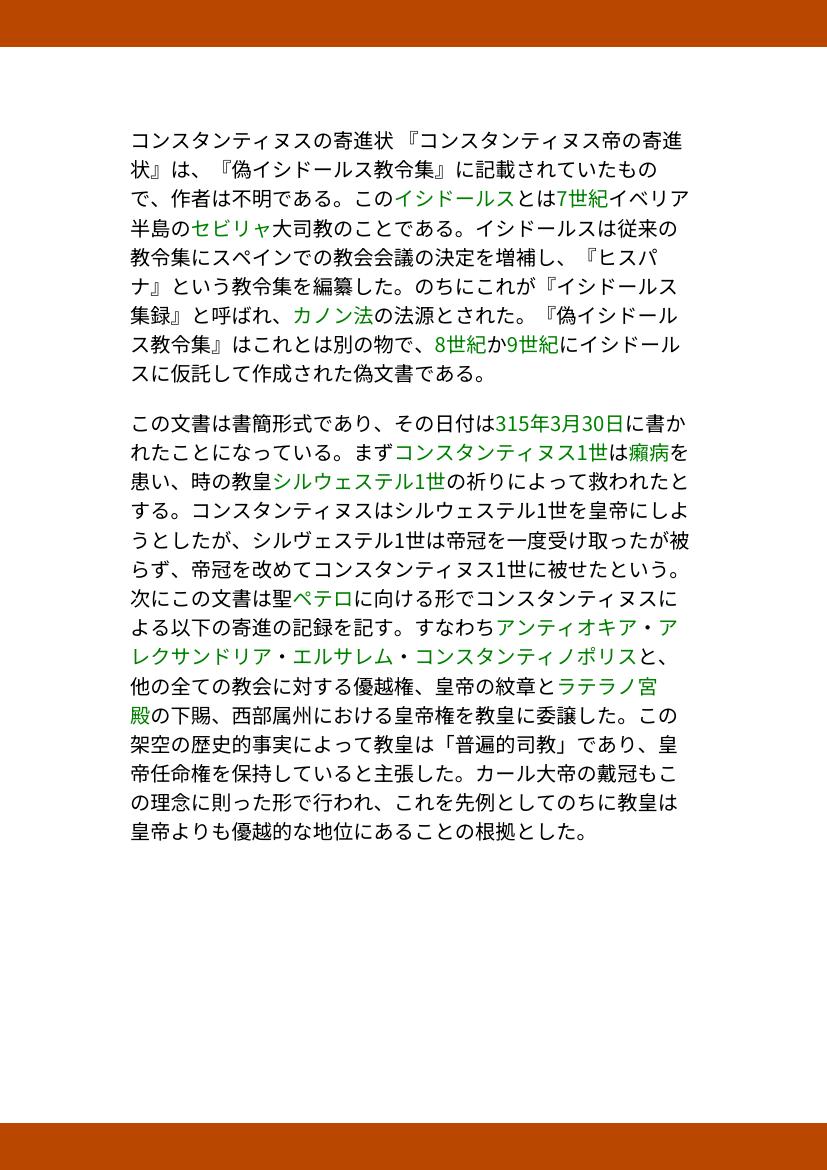 コンスタンティヌスの寄進状 『コンスタンティヌス帝の寄進
状』は、『偽イシドールス教令集』に記載されていたもの
で、作者は不明である。このイシドールスとは7世紀イベリア
半島のセビリャ大司教のことである。イシドールスは従来の
教令集にスペインでの教会会議の決定を増補し、『ヒスパ
ナ』という教令集を編纂した。のちにこれが『イシドールス
集録』と呼ばれ、カノン法の法源とされた。『偽イシドール
ス教令集』はこれとは別の物で、8世紀か9世紀にイシドール
スに仮託して作成された偽文書である。
この文書は書簡形式であり、その日付は315年3月30日に書か
れたことになっている。まずコンスタンティヌス1世は癩病を
患い、時の教皇シルウェステル1世の祈りによって救われたと
する。コンスタンティヌスはシルウェステル1世を皇帝にしよ
うとしたが、シルヴェステル1世は帝冠を一度受け取ったが被
らず、帝冠を改めてコンスタンティヌス1世に被せたという。
次にこの文書は聖ペテロに向ける形でコンスタンティヌスに
よる以下の寄進の記録を記す。すなわちアンティオキア・ア
レクサンドリア・エルサレム・コンスタンティノポリスと、
他の全ての教会に対する優越権、皇帝の紋章とラテラノ宮
殿の下賜、西部属州における皇帝権を教皇に委譲した。この
架空の歴史的事実によって教皇は「普遍的司教」であり、皇
帝任命権を保持していると主張した。カール大帝の戴冠もこ
の理念に則った形で行われ、これを先例としてのちに教皇は
皇帝よりも優越的な地位にあることの根拠とした。